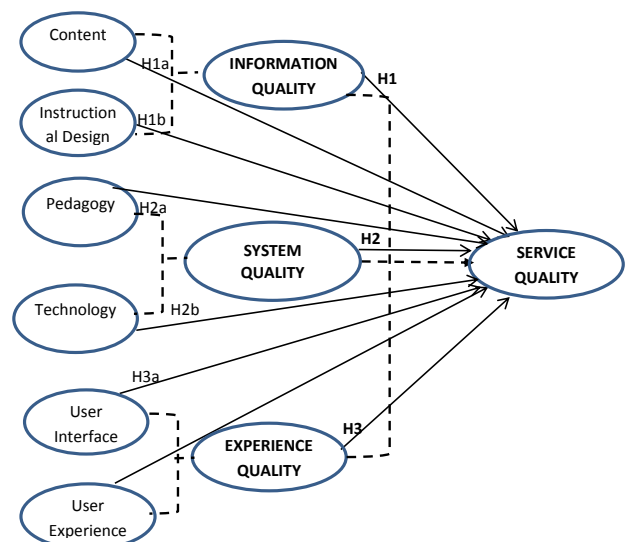 Content
H1a
INFORMATION
QUALITY
H1
Instruction
al Design
H1b
Pedagogy
H2a
SYSTEM
QUALITY
H2
SERVICE
QUALITY
Technology
H2b
H3a
User
Interface
EXPERIENCE
QUALITY
H3
User
Experience